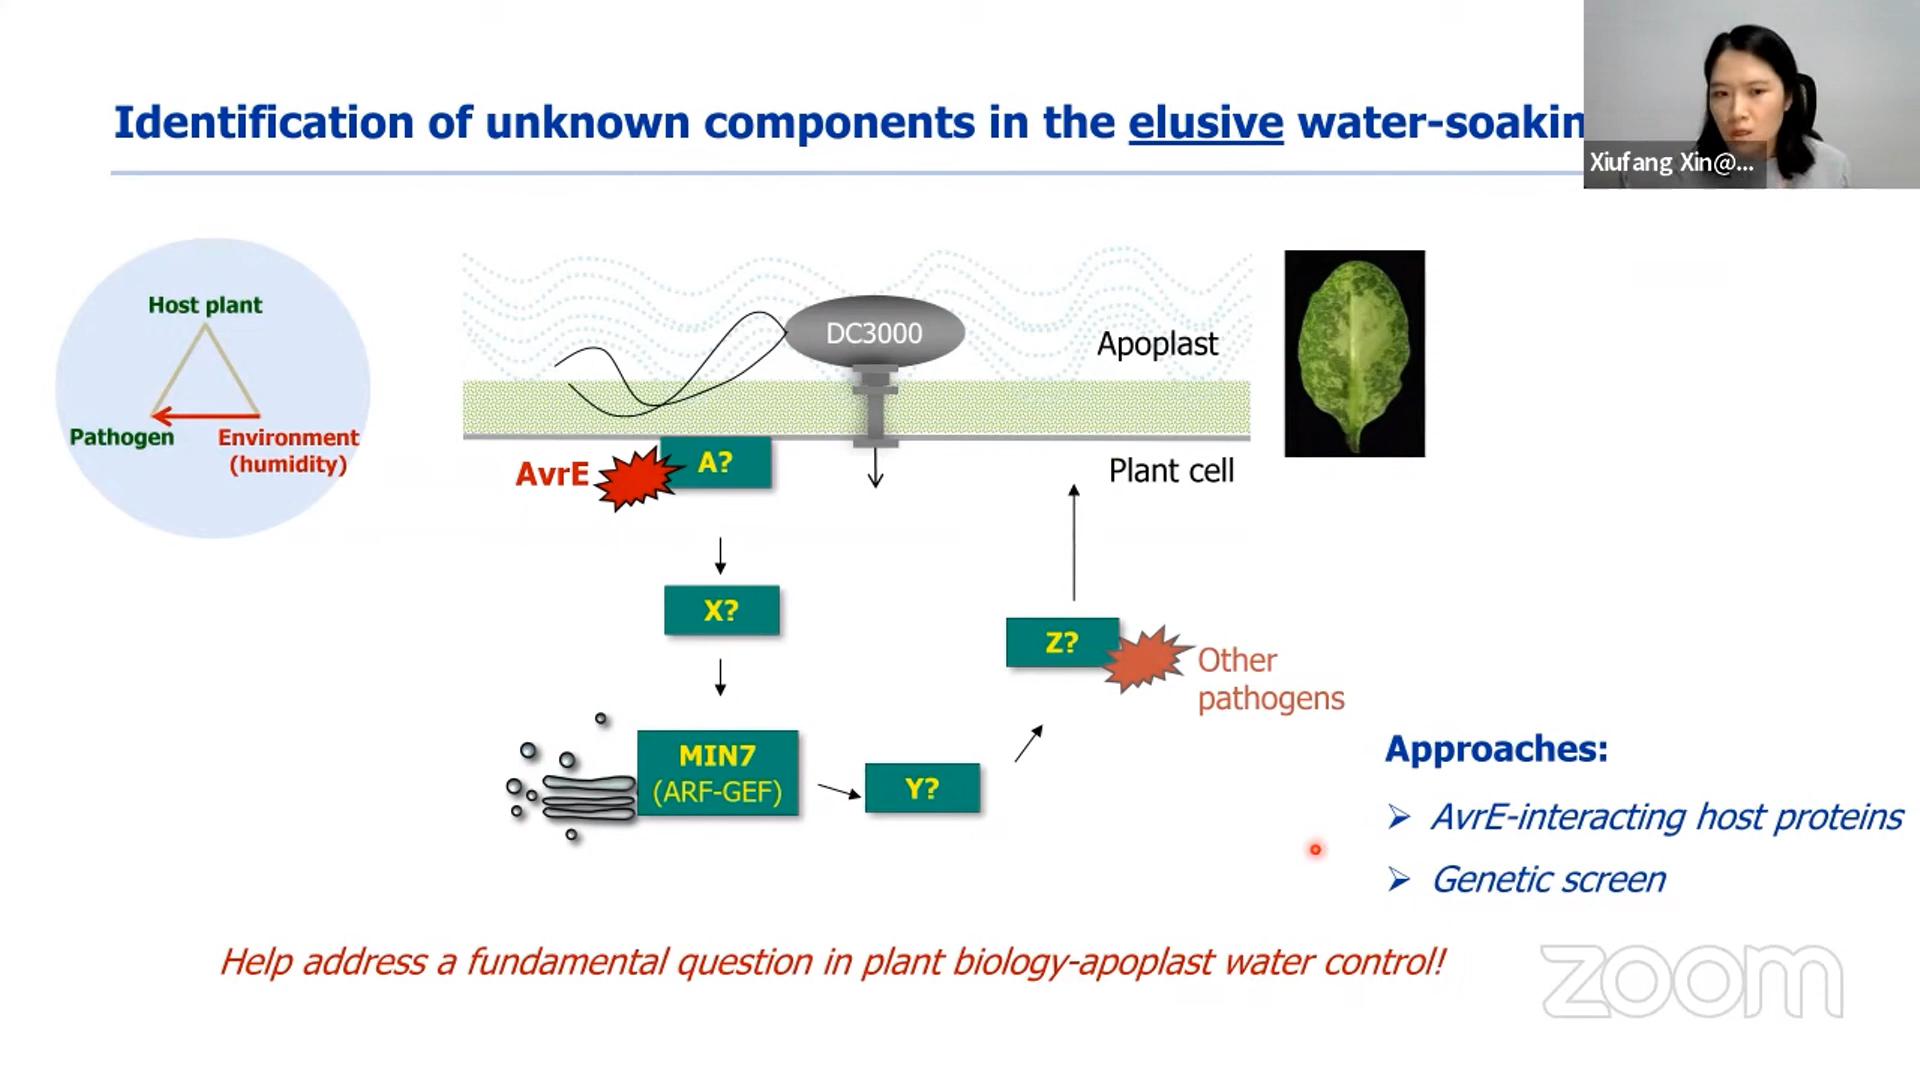 Identification of unknown components in the elusive water-soakin
Xiufang Xin@...
Host plant
Pathogen
Environment
(humidity)
DC3000
Apoplast
AvrE
A?
Plant cell
X?
Z?
Other
pathogens
MIN7
(ARF-GEF)
Y?
Approaches:
AvrE-interacting host proteins
Genetic screen
Help address a fundamental question in plant biology-apoplast water control!
zoom